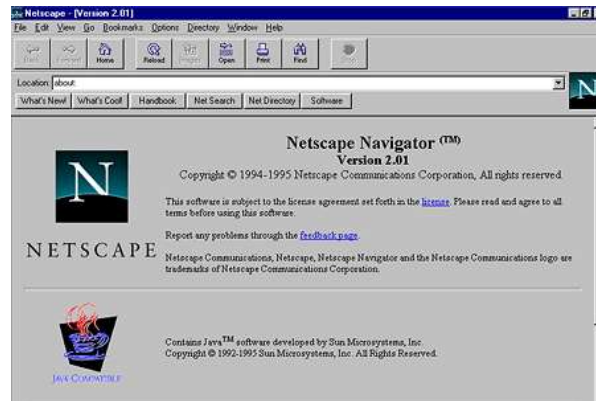 Netscape - [Version 2.01]
File Edit View Go Bookmarks Options Directory Window Help
Back Forward Home Reload Images Open Print Find Stop
Location: about:
N
What's New! What's Cool! Handbook Net Search Net Directory Software
Netscape Navigator (TM)
Version 2.01
Copyright © 1994-1995 Netscape Communications Corporation, All rights reserved.
N
This software is subject to the license agreement set forth in the license. Please read and agree to all
terms before using this software.
Report any problems through the feedback page.
NETSCAPE
Netscape Communications, Netscape, Netscape Navigator and the Netscape Communications logo are
trademarks of Netscape Communications Corporation.
Contains Java™ software developed by Sun Microsystems, Inc.
Copyright © 1992-1995 Sun Microsystems, Inc. All Rights Reserved.
JAVA COMPATIBLE